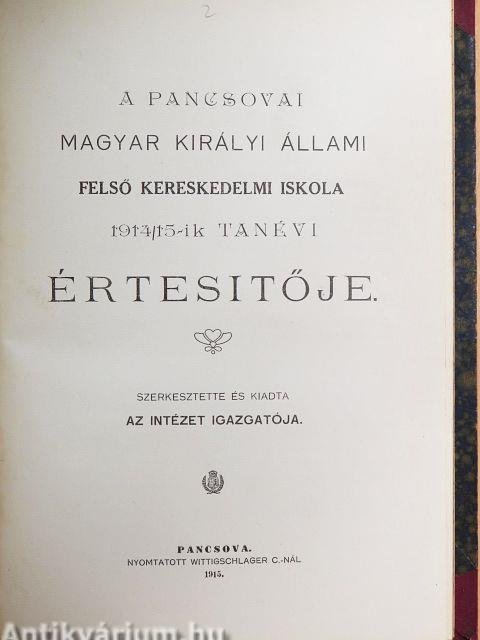 2
A PANCSOVAI
MAGYAR KIRÁLYI ÁLLAMI
FELSŐ KERESKEDELMI ISKOLA
1914/15-ik TANÉVI
ÉRTESITŐJE.
SZERKESZTETTE ÉS KIADTA
AZ INTÉZET IGAZGATÓJA.
PANCSOVA.
NYOMTATOTT WITTIGSCHLAGER C.-NÁL
1915.
Antikvárium.hu